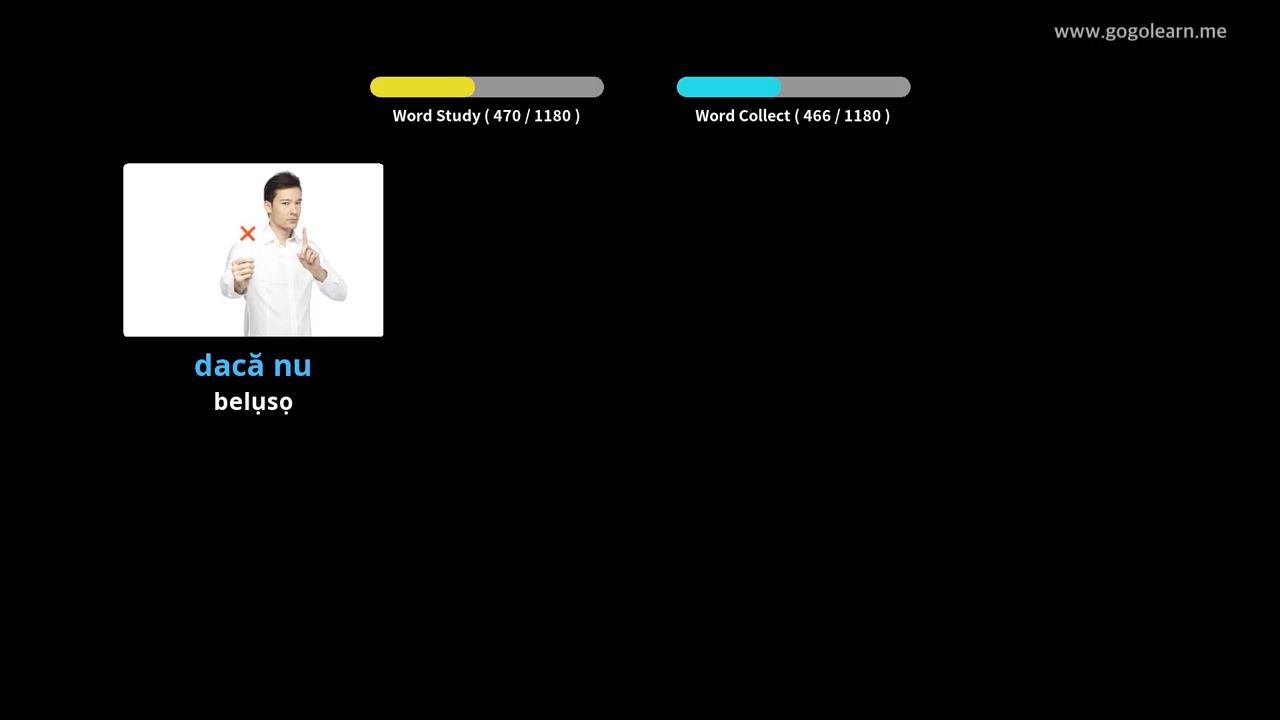 www.gogolearn.me
Word Study ( 470 / 1180 )
Word Collect ( 466 / 1180 )
dacă nu
belụsọ